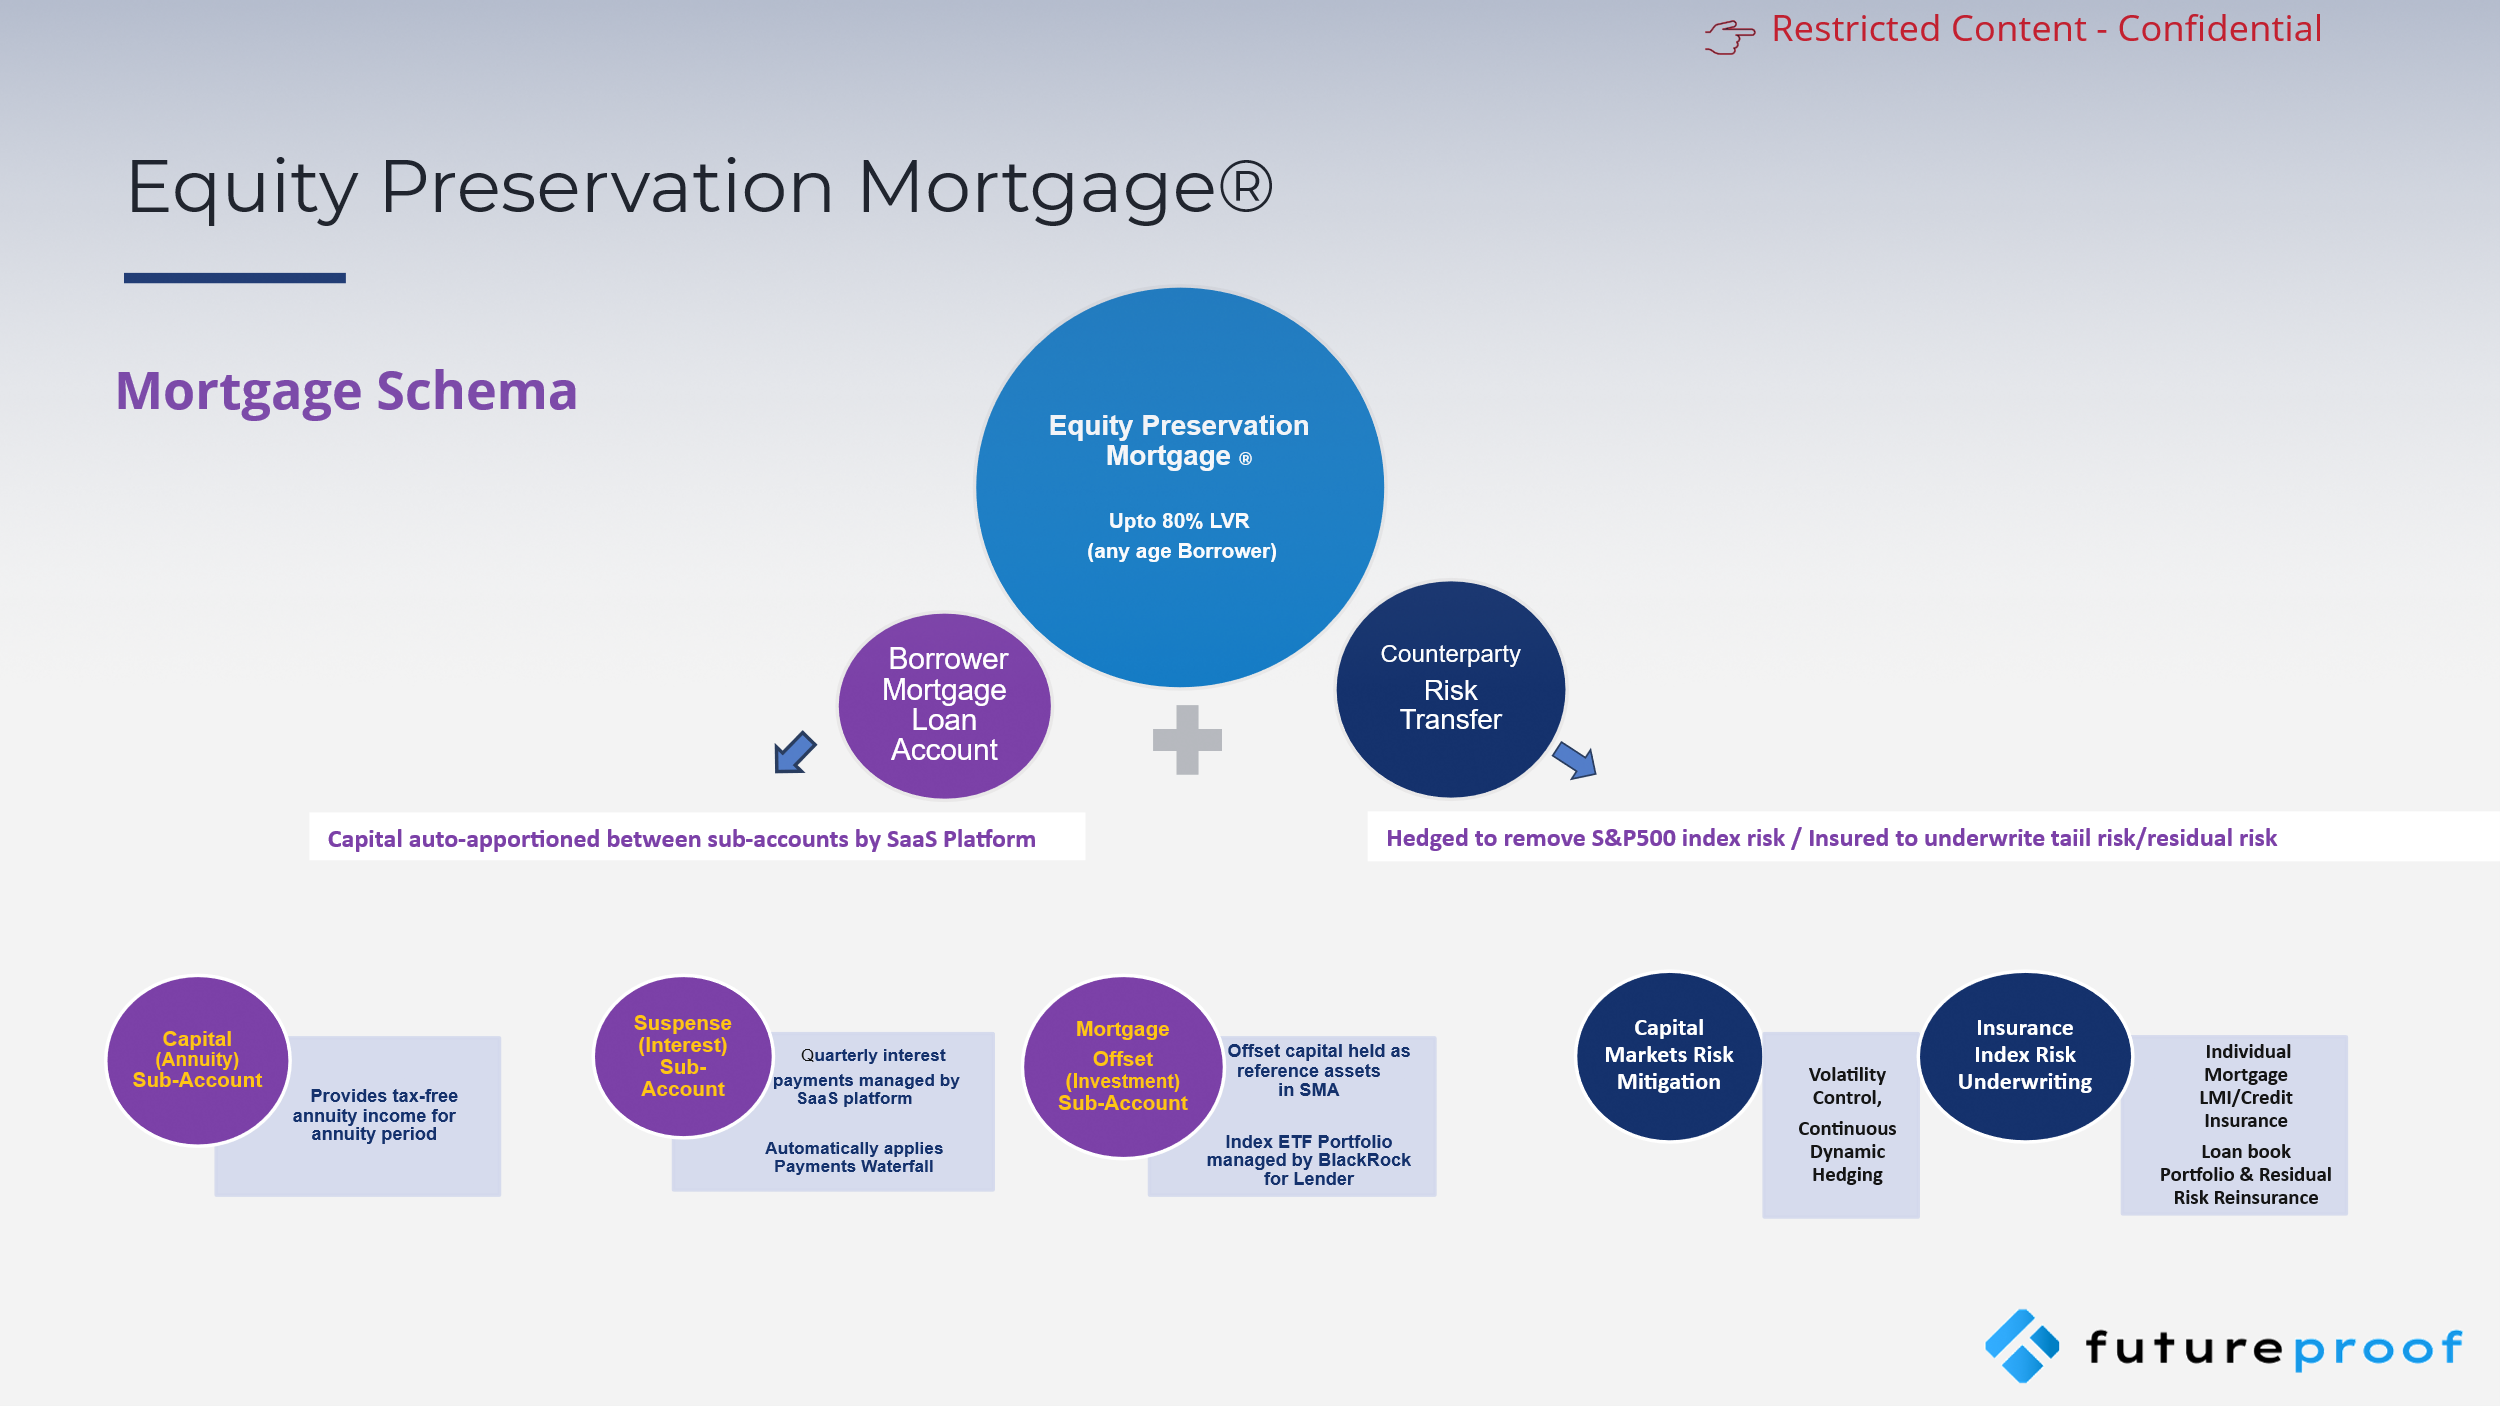 Restricted Content - Confidential
Equity Preservation Mortgage®
Mortgage Schema
Equity Preservation
Mortgage ®
Upto 80% LVR
(any age Borrower)
Borrower
Mortgage
Loan
Account
Counterparty
Risk
Transfer
Capital auto-apportioned between sub-accounts by SaaS Platform
Hedged to remove S&P500 index risk / Insured to underwrite taiil risk/residual risk
Capital
(Annuity)
Sub-Account
Provides tax-free
annuity income for
annuity period
Suspense
(Interest)
Sub-
Account
Quarterly interest
payments managed by
SaaS platform
Automatically applies
Payments Waterfall
Mortgage
Offset
(Investment)
Sub-Account
Offset capital held as
reference assets
in SMA
Index ETF Portfolio
managed by BlackRock
for Lender
Capital
Markets Risk
Mitigation
Volatility
Control,
Continuous
Dynamic
Hedging
Insurance
Index Risk
Underwriting
Individual
Mortgage
LMI/Credit
Insurance
Loan book
Portfolio & Residual
Risk Reinsurance
futureproof